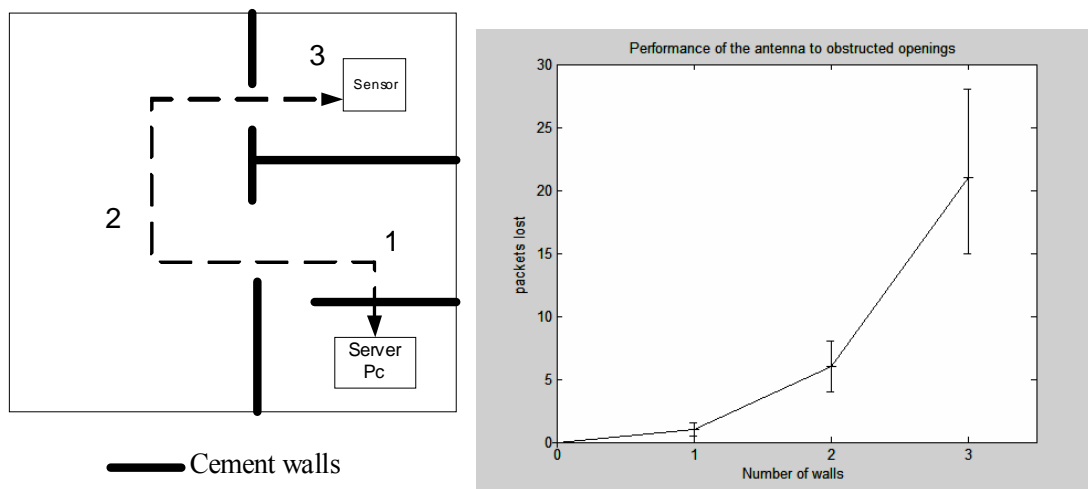 3
Sensor
2
1
Server
Pc
Cement walls
Performance of the antenna to obstructed openings
30
25
20
15
10
5
0
packets lost
0 1 2 3
Number of walls